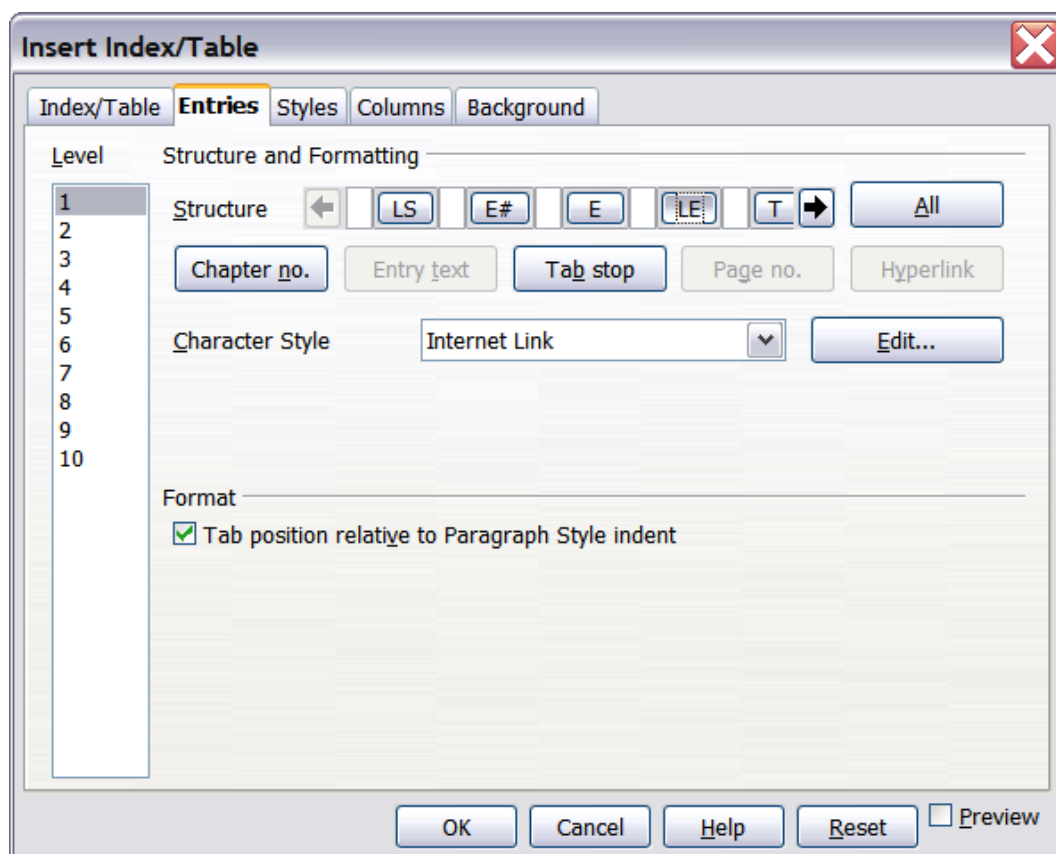 Insert Index/Table
Index/Table Entries Styles Columns Background
Level Structure and Formatting
1
2
3
4
5
6
7
8
9
10
Structure LS E# E LE T All
Chapter no. Entry text Tab stop Page no. Hyperlink
Character Style Internet Link Edit...
Format
Tab position relative to Paragraph Style indent
OK Cancel Help Reset Preview